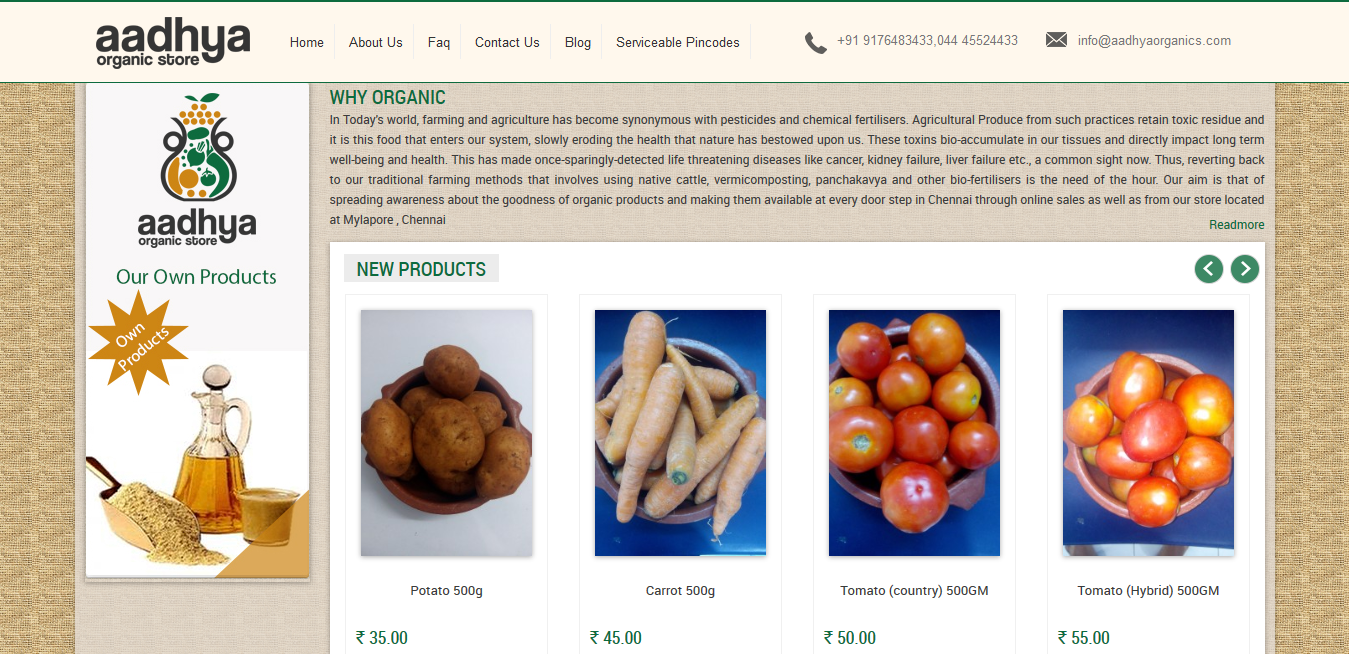 aadhya
organic store
Home About Us Faq Contact Us Blog Serviceable Pincodes
+91 9176483433,044 45524433
info@aadhyaorganics.com
aadhya
organic store
Our Own Products
Own
Products
WHY ORGANIC
In Today's world, farming and agriculture has become synonymous with pesticides and chemical fertilisers. Agricultural Produce from such practices retain toxic residue and
it is this food that enters our system, slowly eroding the health that nature has bestowed upon us. These toxins bio-accumulate in our tissues and directly impact long term
well-being and health. This has made once-sparingly-detected life threatening diseases like cancer, kidney failure, liver failure etc., a common sight now. Thus, reverting back
to our traditional farming methods that involves using native cattle, vermicomposting, panchakavya and other bio-fertilisers is the need of the hour. Our aim is that of
spreading awareness about the goodness of organic products and making them available at every door step in Chennai through online sales as well as from our store located
at Mylapore , Chennai
Readmore
NEW PRODUCTS
Potato 500g
₹ 35.00
Carrot 500g
₹ 45.00
Tomato (country) 500GM
₹ 50.00
Tomato (Hybrid) 500GM
₹ 55.00